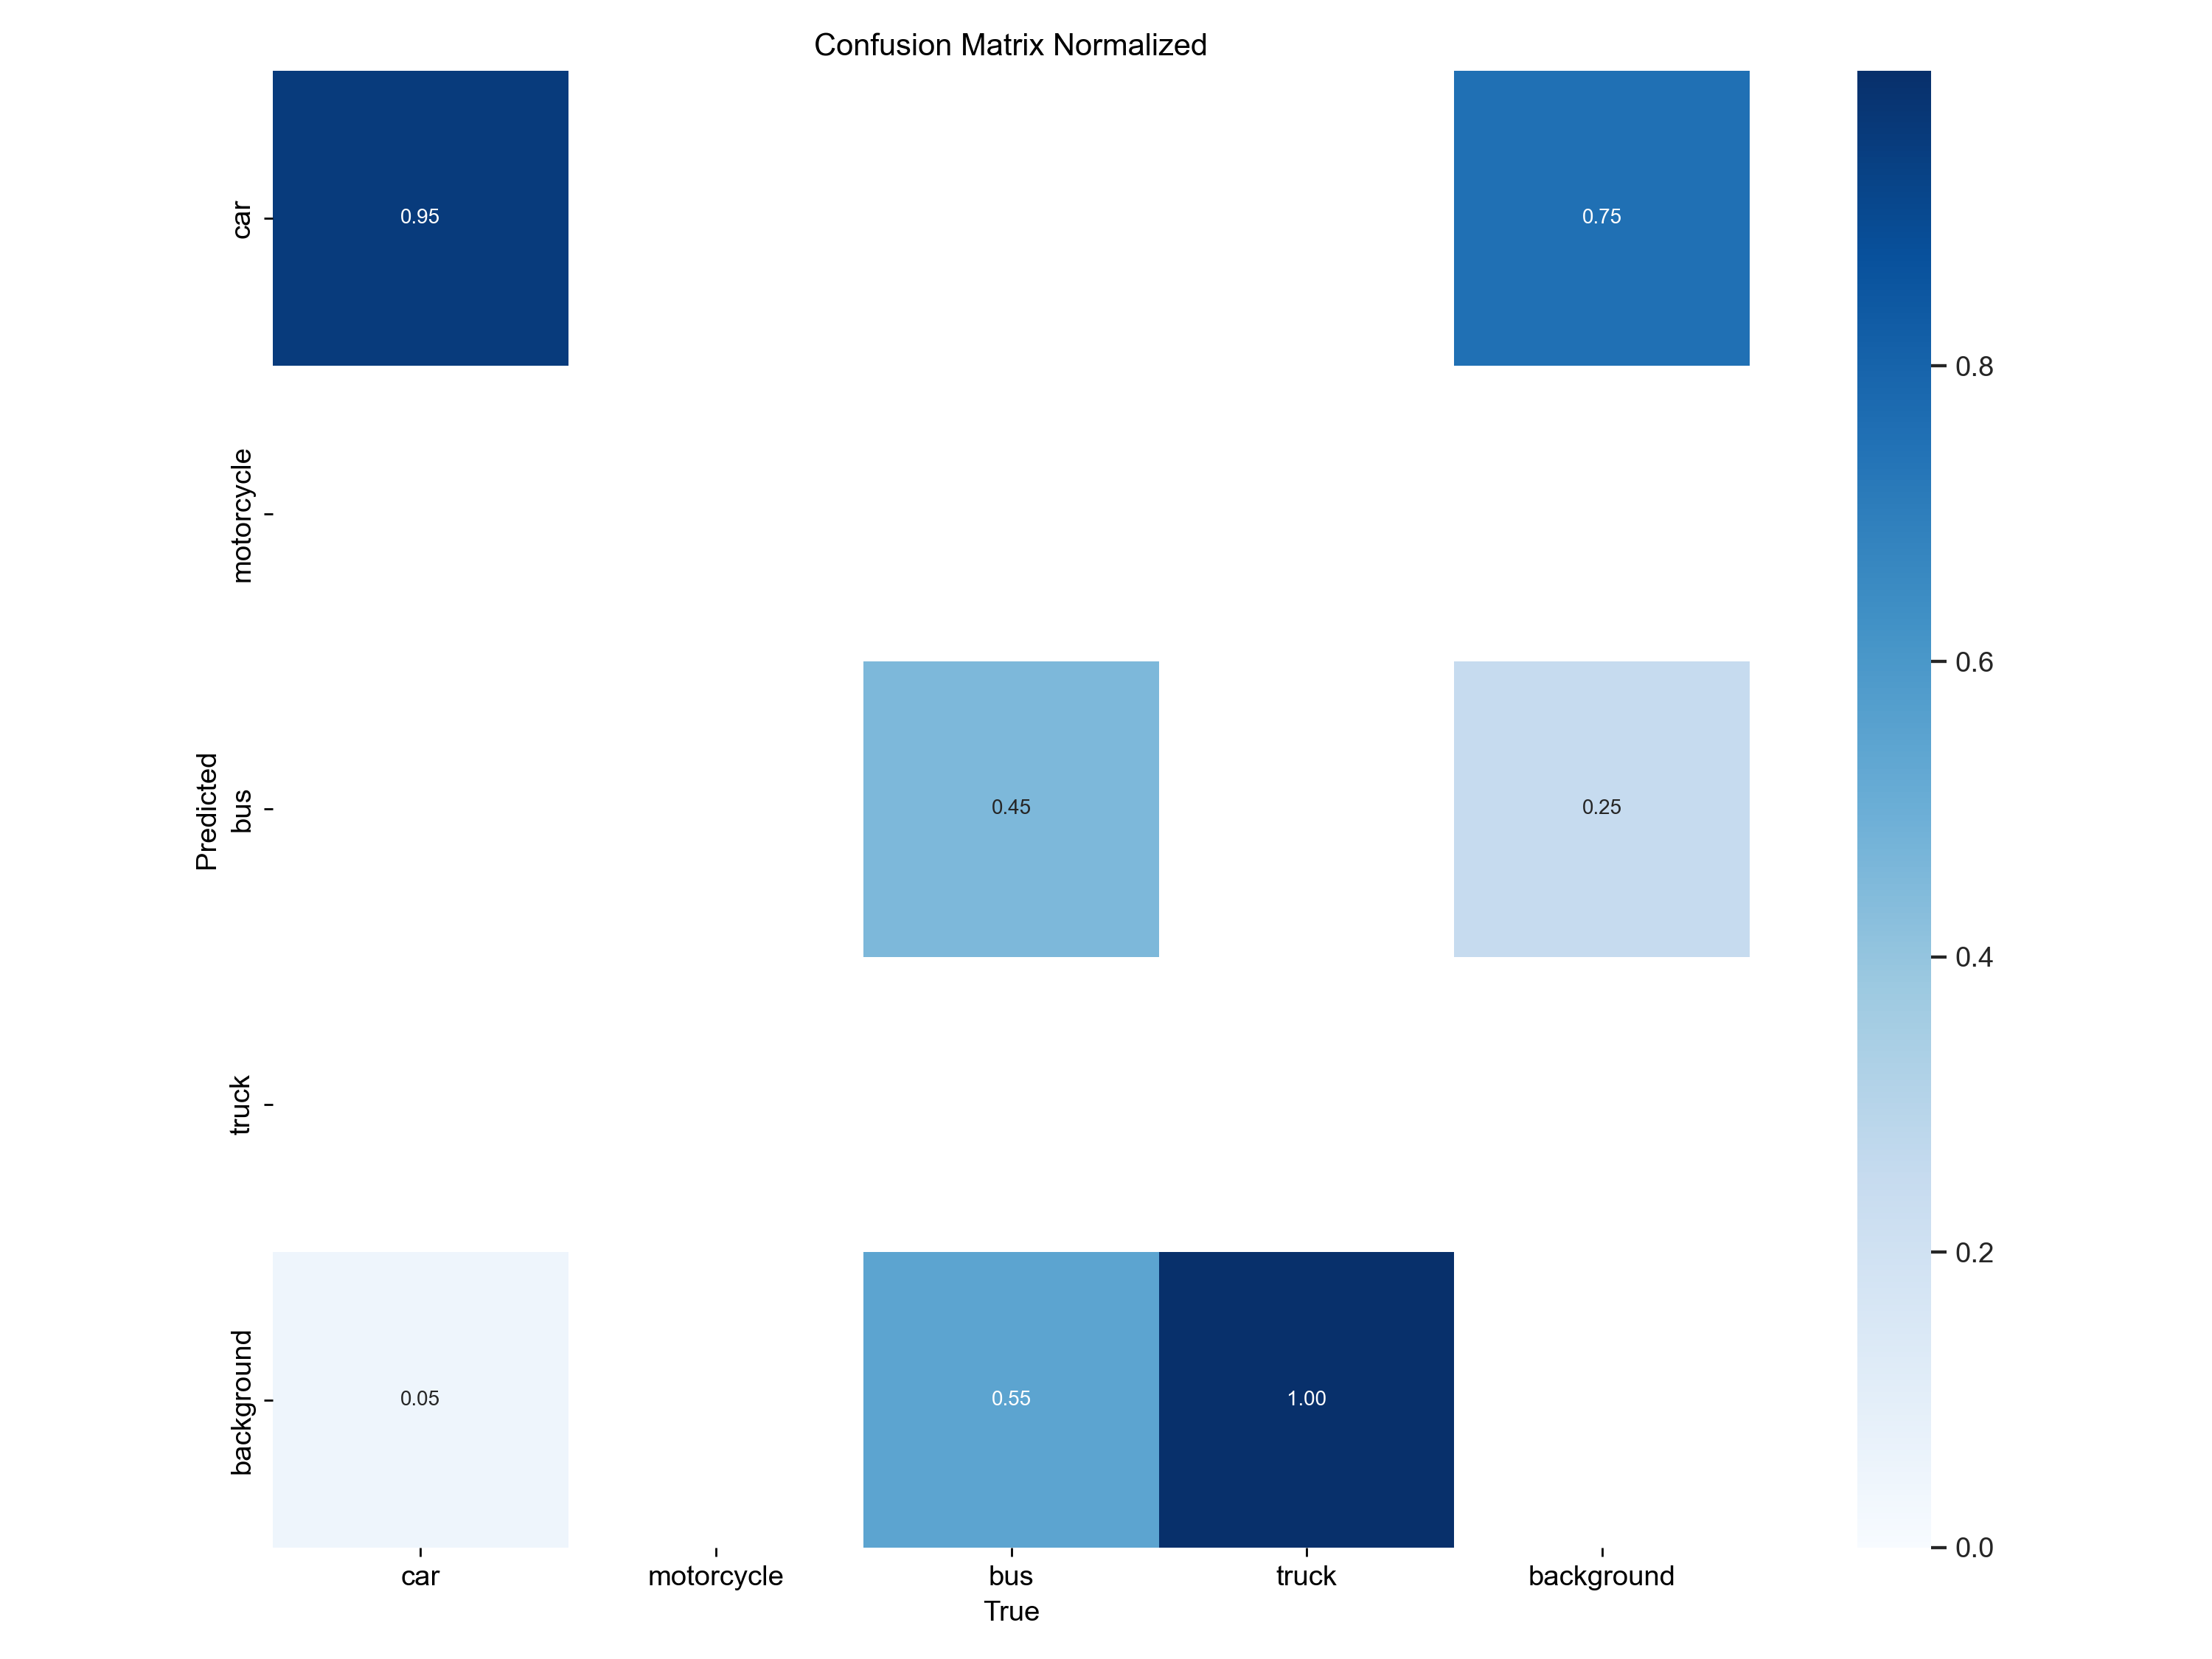 Confusion Matrix Normalized
car
0.95
0.75
motorcycle
Predicted
bus
0.45
0.25
truck
background
0.05
0.55
1.00
car
motorcycle
bus
truck
background
True
0.8
0.6
0.4
0.2
0.0